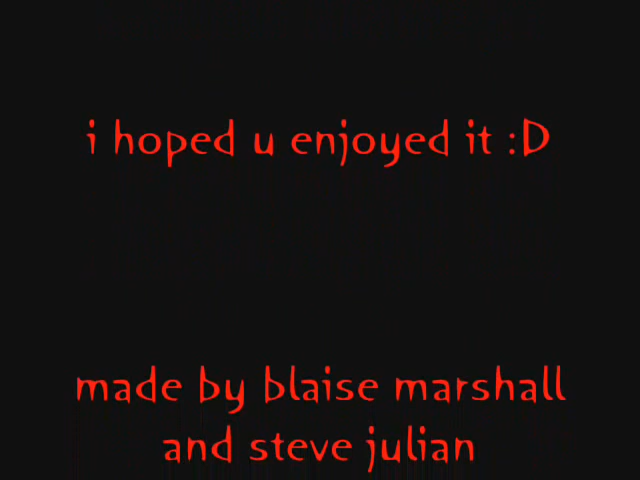 i hoped u enjoyed it :D
made by blaise marshall
and steve julian